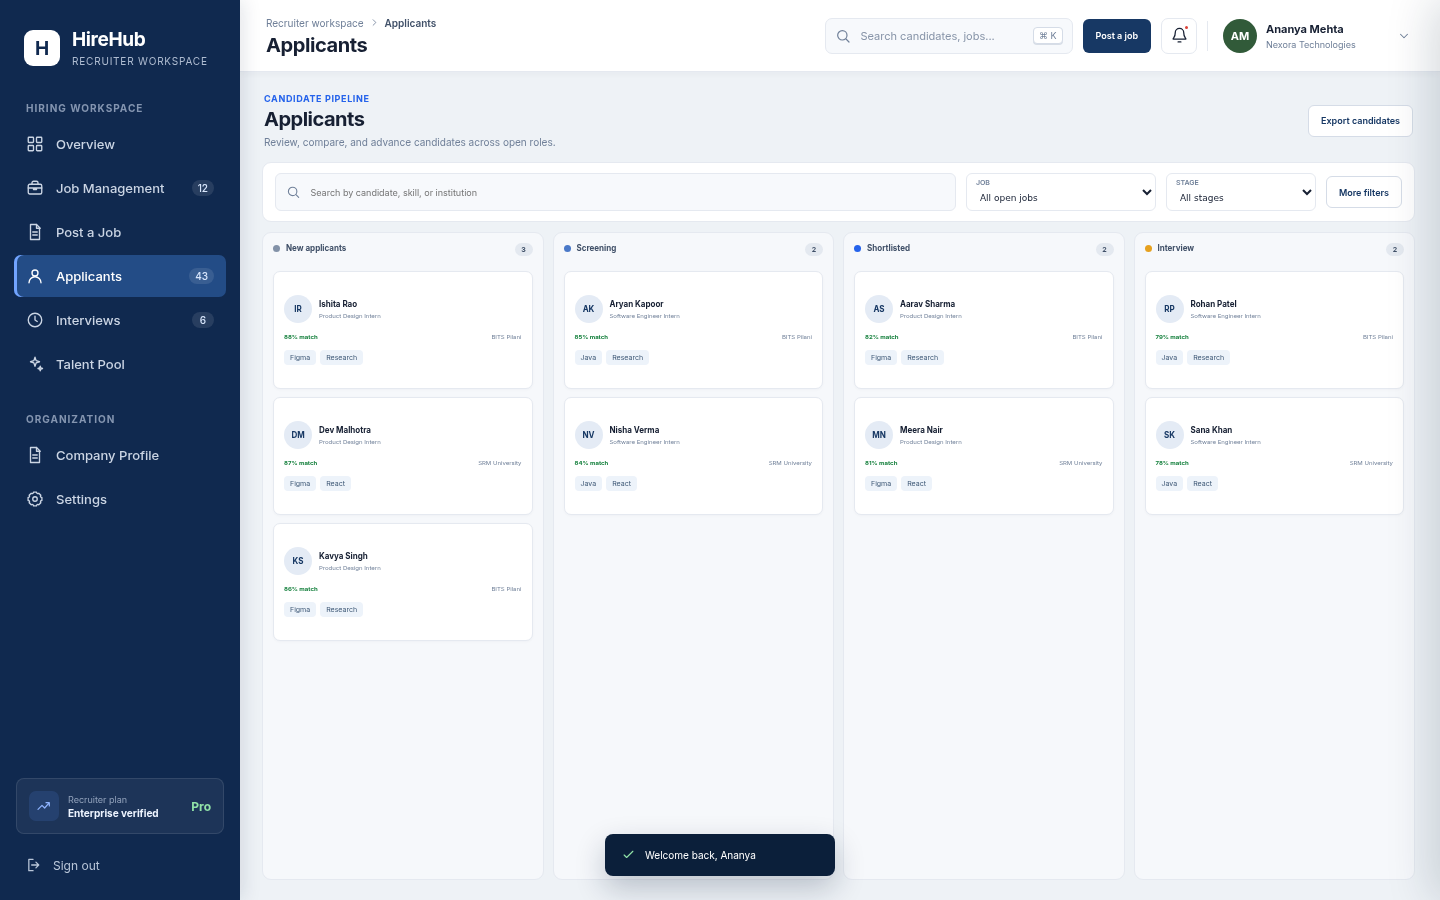 H
HireHub
RECRUITER WORKSPACE
HIRING WORKSPACE
Overview
Job Management 12
Post a Job
Applicants 43
Interviews 6
Talent Pool
ORGANIZATION
Company Profile
Settings
Recruiter plan
Enterprise verified
Pro
Sign out
Recruiter workspace > Applicants
Applicants
Search candidates, jobs... ⌘ K
Post a job
AM
Ananya Mehta
Nexora Technologies
CANDIDATE PIPELINE
Applicants
Review, compare, and advance candidates across open roles.
Export candidates
Search by candidate, skill, or institution
JOB
All open jobs
STAGE
All stages
More filters
New applicants 3
IR
Ishita Rao
Product Design Intern
88% match BITS Pilani
Figma Research
DM
Dev Malhotra
Product Design Intern
87% match SRM University
Figma React
KS
Kavya Singh
Product Design Intern
86% match BITS Pilani
Figma Research
Screening 2
AK
Aryan Kapoor
Software Engineer Intern
85% match BITS Pilani
Java Research
NV
Nisha Verma
Software Engineer Intern
84% match SRM University
Java React
Shortlisted 2
AS
Aarav Sharma
Product Design Intern
82% match BITS Pilani
Figma Research
MN
Meera Nair
Product Design Intern
81% match SRM University
Figma React
Interview 2
RP
Rohan Patel
Software Engineer Intern
79% match BITS Pilani
Java Research
SK
Sana Khan
Software Engineer Intern
78% match SRM University
Java React
Welcome back, Ananya